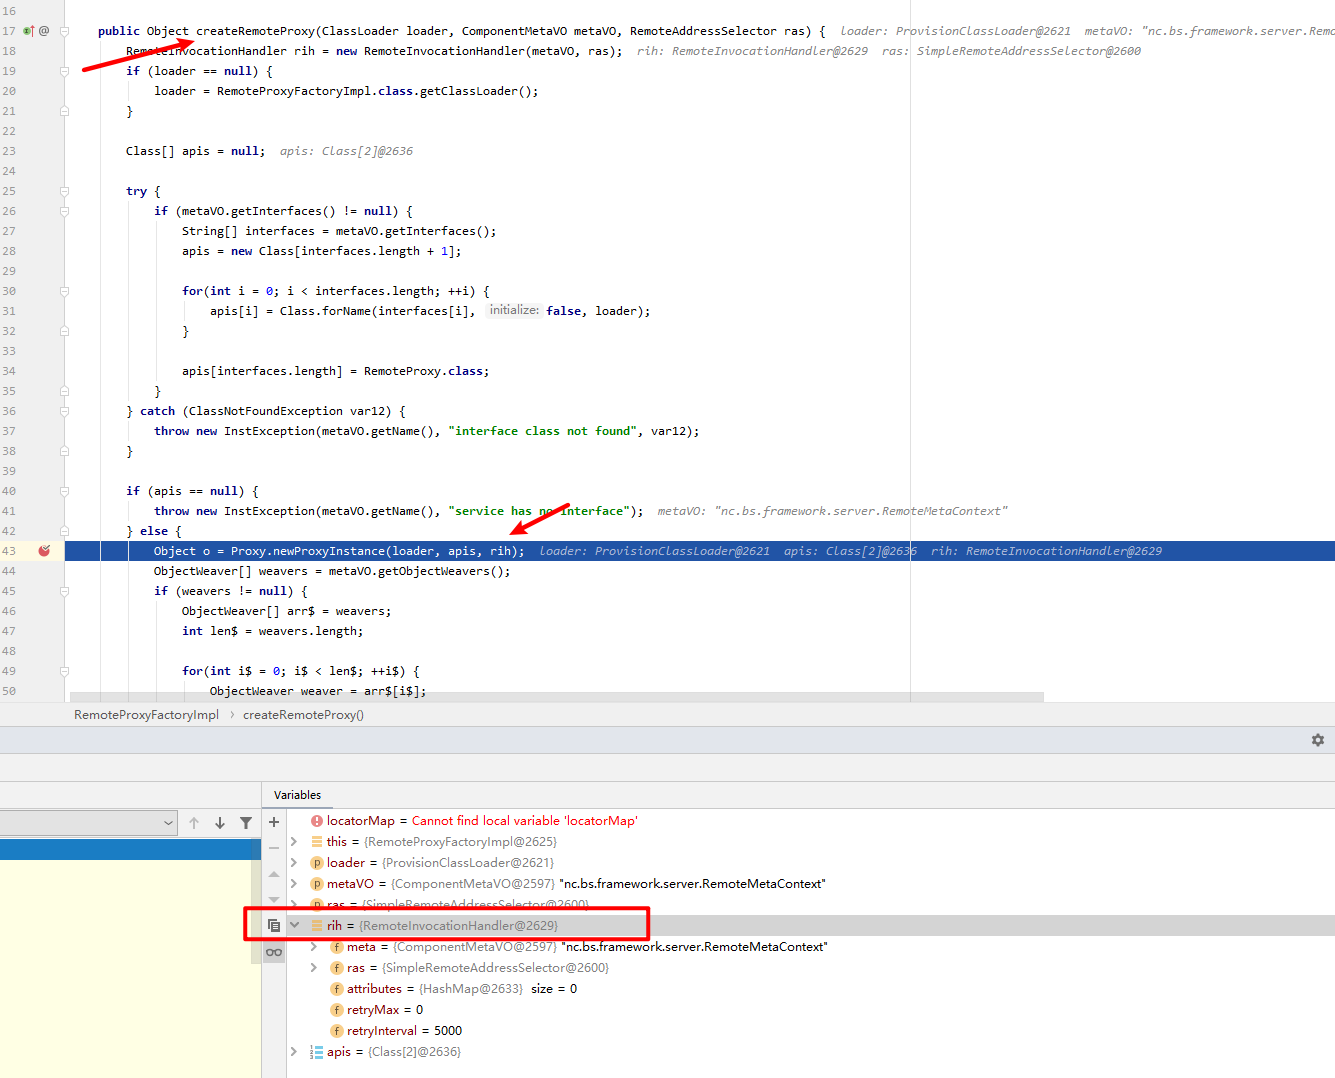 16
17 @ public Object createRemoteProxy(ClassLoader loader, ComponentMetaVO metaVO, RemoteAddressSelector ras) { loader: ProvisionClassLoader@2621 metaVO: "nc.bs.framework.server.Remo
18 RemoteInvocationHandler rih = new RemoteInvocationHandler(metaVO, ras); rih: RemoteInvocationHandler@2629 ras: SimpleRemoteAddressSelector@2600
19 if (loader == null) {
20 loader = RemoteProxyFactoryImpl.class.getClassLoader();
21 }
22
23 Class[] apis = null; apis: Class[2]@2636
24
25 try {
26 if (metaVO.getInterfaces() != null) {
27 String[] interfaces = metaVO.getInterfaces();
28 apis = new Class[interfaces.length + 1];
29
30 for(int i = 0; i < interfaces.length; ++i) {
31 apis[i] = Class.forName(interfaces[i], initialize: false, loader);
32 }
33
34 apis[interfaces.length] = RemoteProxy.class;
35 }
36 } catch (ClassNotFoundException var12) {
37 throw new InstException(metaVO.getName(), "interface class not found", var12);
38 }
39
40 if (apis == null) {
41 throw new InstException(metaVO.getName(), "service has no interface"); metaVO: "nc.bs.framework.server.RemoteMetaContext"
42 } else {
43 Object o = Proxy.newProxyInstance(loader, apis, rih); loader: ProvisionClassLoader@2621 apis: Class[2]@2636 rih: RemoteInvocationHandler@2629
44 ObjectWeaver[] weavers = metaVO.getObjectWeavers();
45 if (weavers != null) {
46 ObjectWeaver[] arr$ = weavers;
47 int len$ = weavers.length;
48
49 for(int i$ = 0; i$ < len$; ++i$) {
50 ObjectWeaver weaver = arr$[i$];
RemoteProxyFactoryImpl › createRemoteProxy()
Variables
locatorMap = Cannot find local variable 'locatorMap'
this = {RemoteProxyFactoryImpl@2625}
loader = {ProvisionClassLoader@2621}
metaVO = {ComponentMetaVO@2597} "nc.bs.framework.server.RemoteMetaContext"
ras = {SimpleRemoteAddressSelector@2600}
rih = {RemoteInvocationHandler@2629}
meta = {ComponentMetaVO@2597} "nc.bs.framework.server.RemoteMetaContext"
ras = {SimpleRemoteAddressSelector@2600}
attributes = {HashMap@2633} size = 0
retryMax = 0
retryInterval = 5000
apis = {Class[2]@2636}